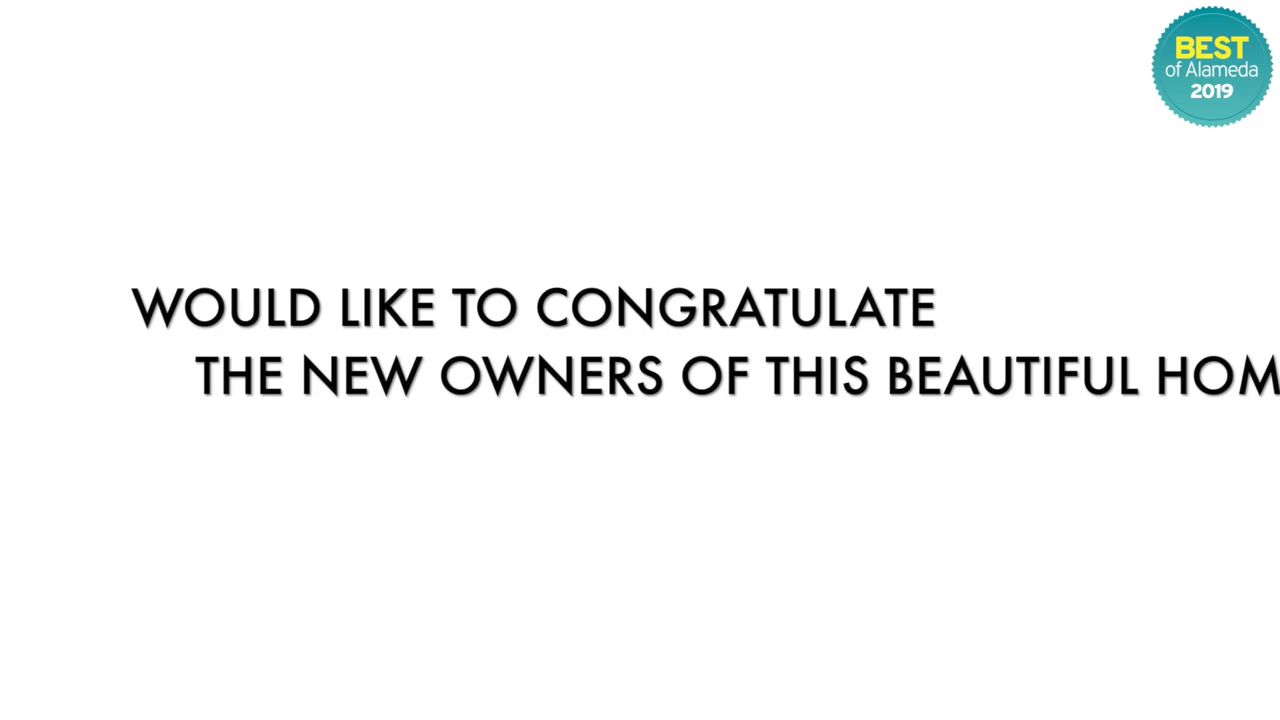 BEST
of Alameda
2019
WOULD LIKE TO CONGRATULATE
THE NEW OWNERS OF THIS BEAUTIFUL HOM